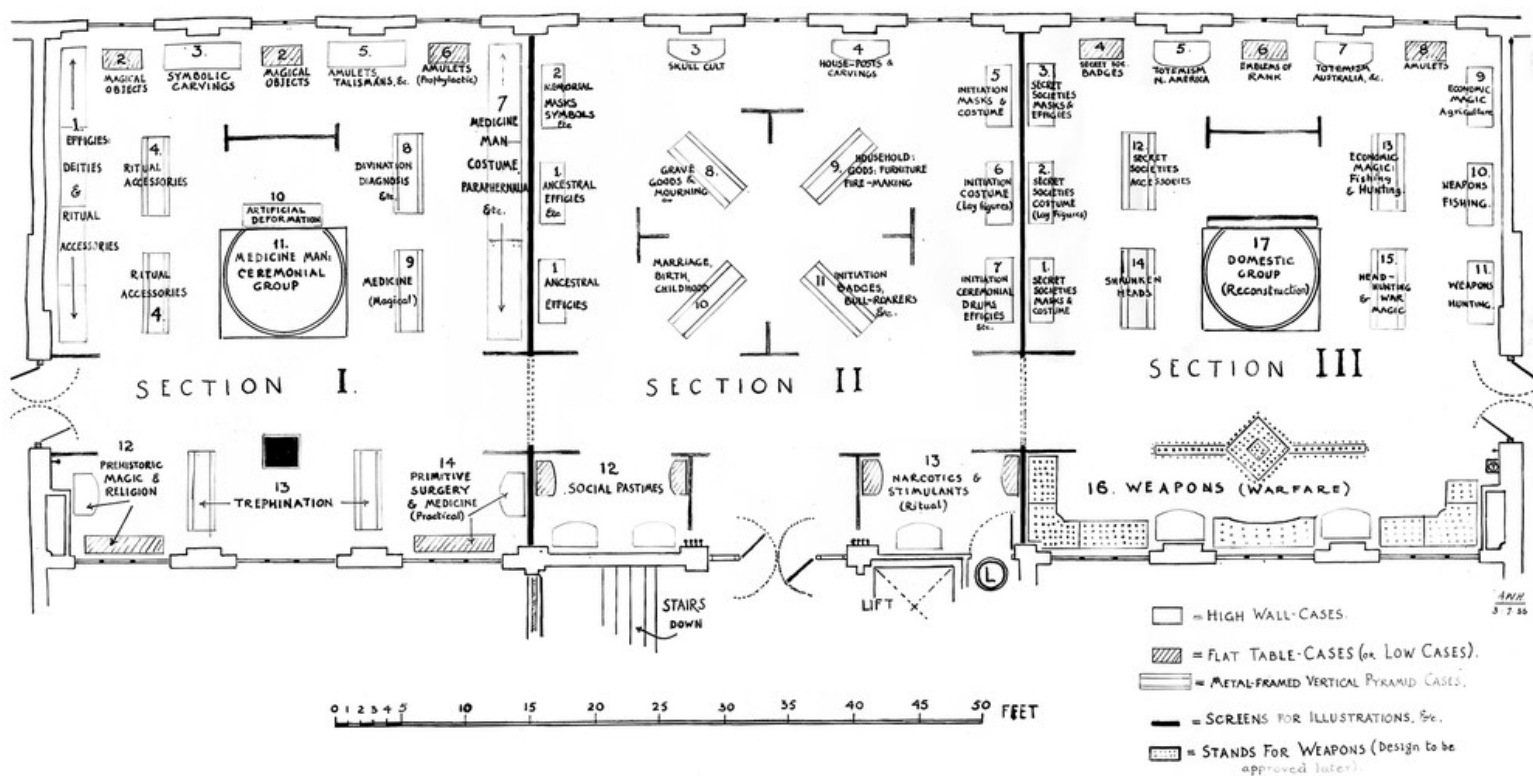 2
MAGICAL
OBJECTS
3.
SYMBOLIC
CARVINGS
2
MAGICAL
OBJECTS
5.
AMULETS
TALISMANS, &c.
6
AMULETS
(Prophylactic)
1.
EFFIGIES:
DEITIES
&
RITUAL
ACCESSORIES
4.
RITUAL
ACCESSORIES
8
DIVINATION
DIAGNOSIS
&c.
7
MEDICINE
MAN
COSTUME,
PARAPHERNALIA
&c.
10
ARTIFICIAL
DEFORMATION
11.
MEDICINE MAN:
CEREMONIAL
GROUP
RITUAL
ACCESSORIES
4
9
MEDICINE
(Magical)
SECTION I.
12
PREHISTORIC
MAGIC &
RELIGION
13
TREPHINATION
14
PRIMITIVE
SURGERY
& MEDICINE
(Practical)
2
MEMORIAL
MASKS
SYMBOLS
Etc
3
SKULL CULT
4
HOUSE-POSTS &
CARVINGS
5
INITIATION
MASKS &
COSTUME
1
ANCESTRAL
EFFIGIES
Etc
8.
GRAVE
GOODS &
MOURNING
9.
HOUSEHOLD:
GODS: FURNITURE
FIRE-MAKING
6
INITIATION
COSTUME
(Lay Figures)
1
ANCESTRAL
EFFIGIES
MARRIAGE,
BIRTH,
CHILDHOOD
10
11
INITIATION
BADGES,
BULL-ROARERS
Etc.
7
INITIATION
CEREMONIAL
DRUMS
EFFIGIES
Etc.
SECTION II
12
SOCIAL PASTIMES
13
NARCOTICS &
STIMULANTS
(Ritual)
STAIRS
DOWN
LIFT
L
3.
SECRET
SOCIETIES
MASKS &
EFFIGIES
4
SECRET SOC.
BADGES
5.
TOTEMISM
N. AMERICA
6
EMBLEMS OF
RANK
7
TOTEMISM
AUSTRALIA, &c.
8
AMULETS
9
ECONOMIC
MAGIC
Agriculture
2.
SECRET
SOCIETIES
COSTUME
(Lay Figures)
12
SECRET
SOCIETIES
ACCESSORIES
13
ECONOMIC
MAGIC:
Fishing
& Hunting.
10.
WEAPONS
FISHING.
1.
SECRET
SOCIETIES
MASKS &
COSTUME
14
SHRUNKEN
HEADS
17
DOMESTIC
GROUP
(Reconstruction)
15.
HEAD-
HUNTING
& WAR
MAGIC
11.
WEAPONS
HUNTING.
SECTION III
16. WEAPONS (WARFARE)
0 1 2 3 4 5 10 15 20 25 30 35 40 45 50 FEET
= HIGH WALL-CASES.
= FLAT TABLE-CASES (or LOW CASES).
= METAL-FRAMED VERTICAL PYRAMID CASES.
= SCREENS FOR ILLUSTRATIONS, &c.
= STANDS FOR WEAPONS (Design to be
approved later).